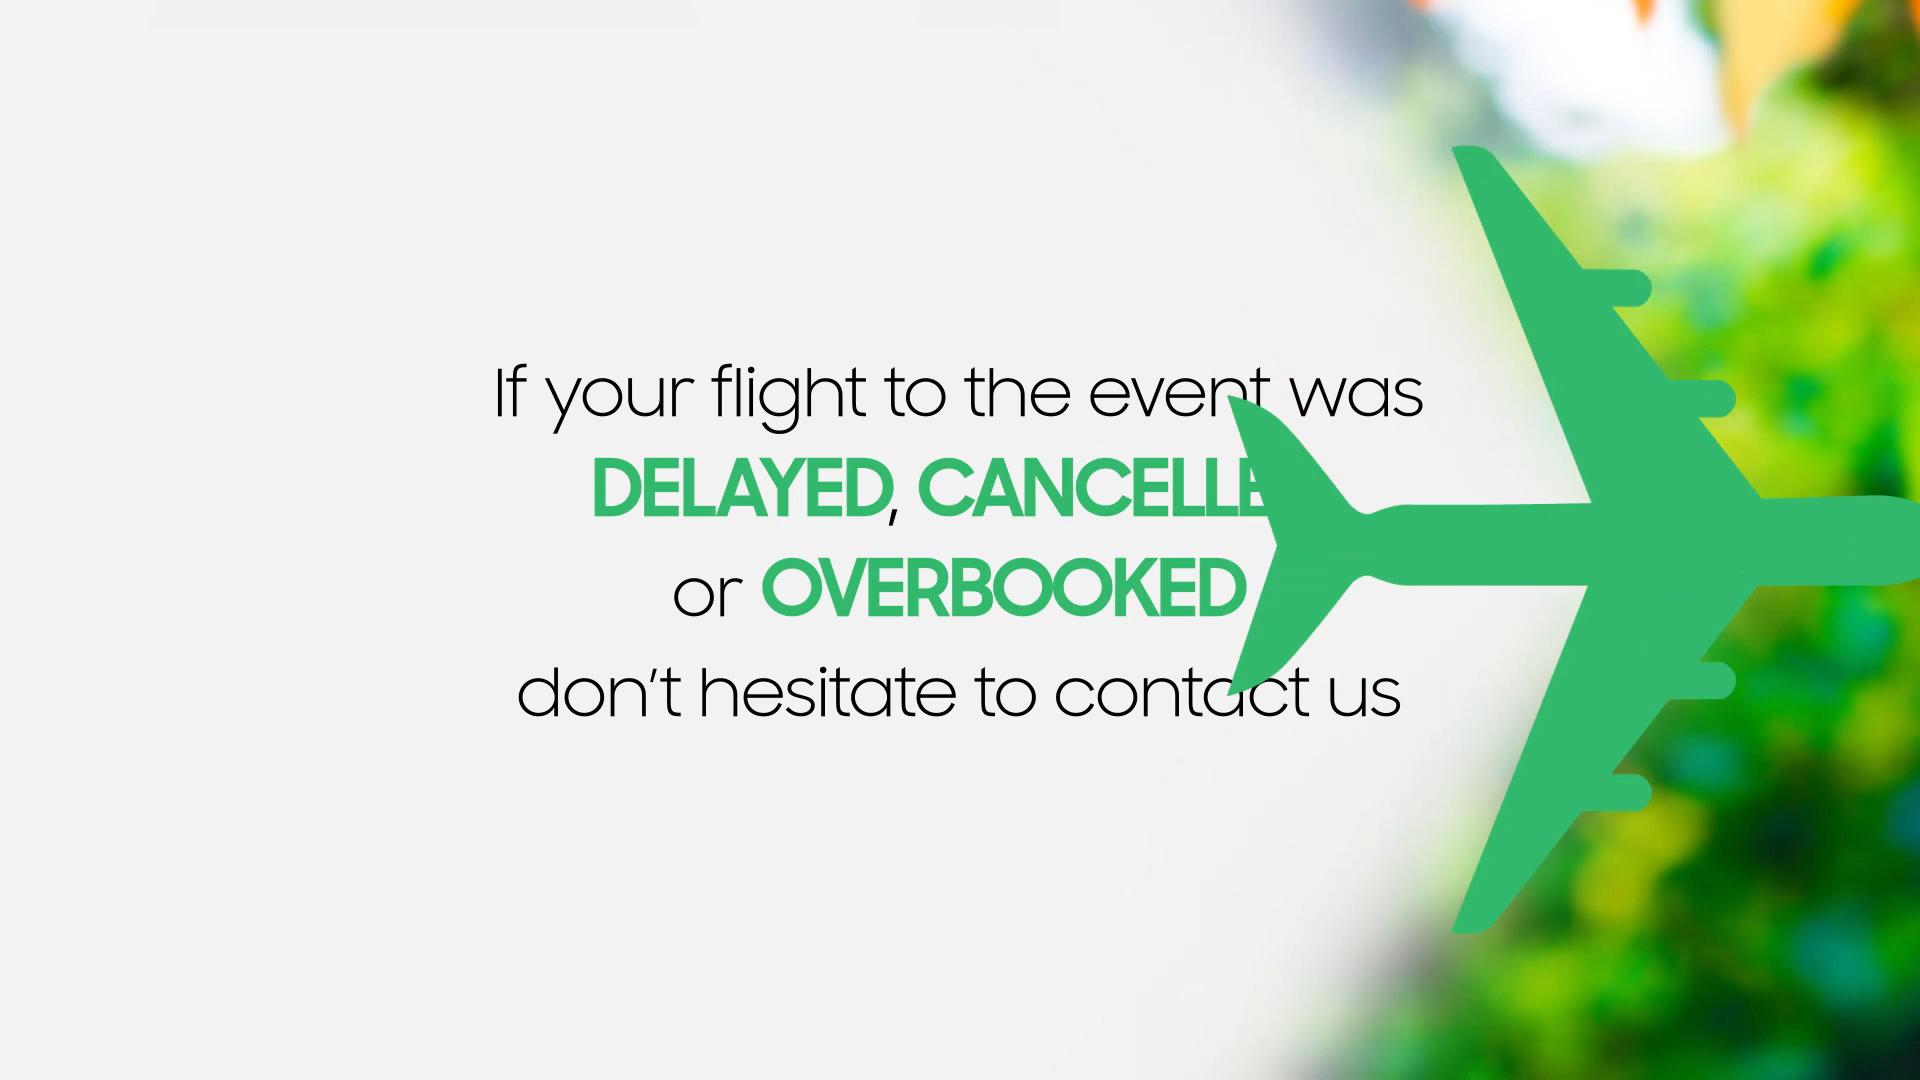 If your flight to the event was
DELAYED, CANCELLE
or OVERBOOKED
don't hesitate to contact us